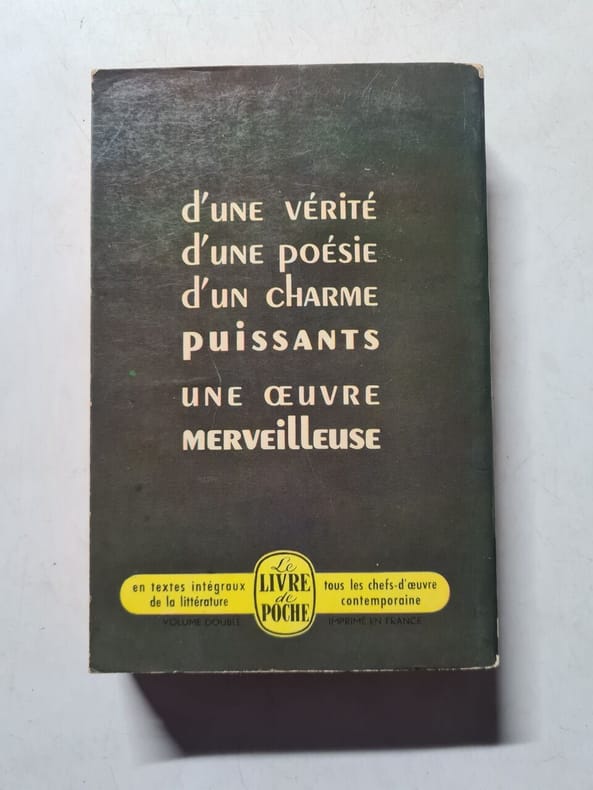 d'une vérité
d'une poésie
d'un charme
puissants
une œuvre
merveilleuse
en textes intégraux
de la littérature
Le
LIVRE
de
POCHE
tous les chefs-d'œuvre
contemporaine
VOLUME DOUBLE
IMPRIMÉ EN FRANCE